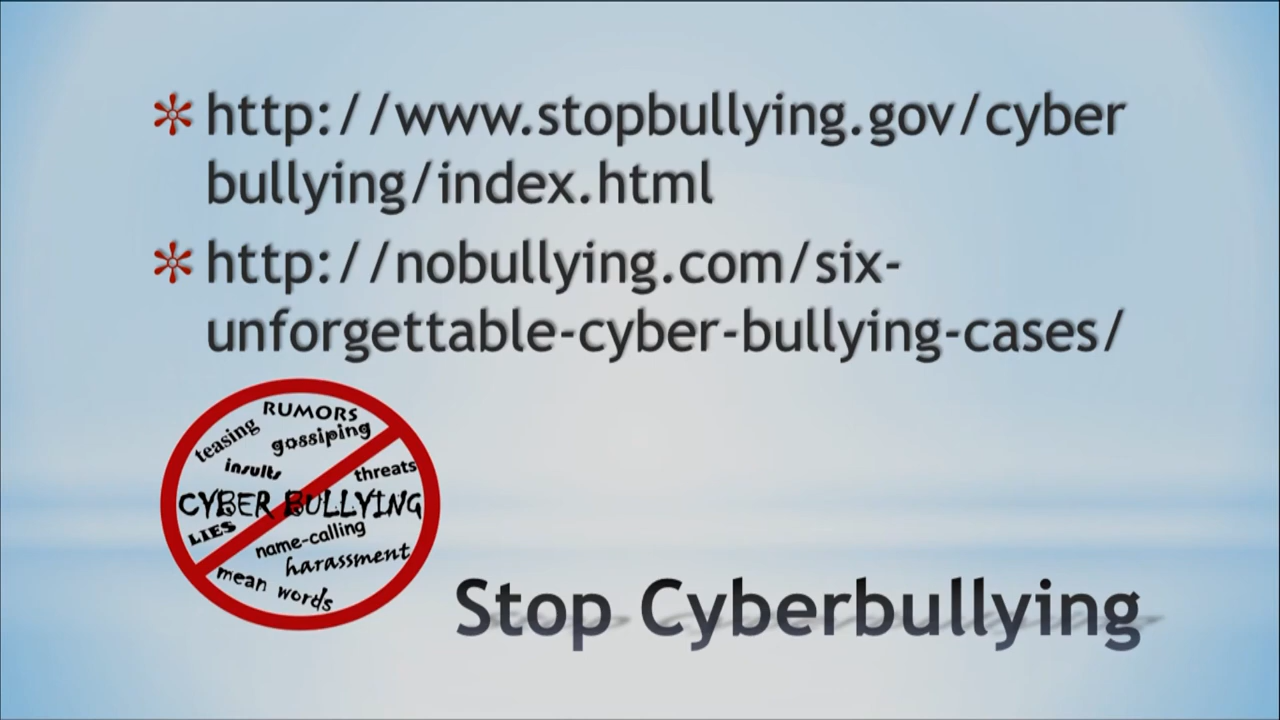 http://www.stopbullying.gov/cyber
bullying/index.html
http://nobullying.com/six-
unforgettable-cyber-bullying-cases/
RUMORS
teasing
gossiping
insults
threats
CYBER BULLYING
LIES
name-calling
harassment
mean words
Stop Cyberbullying